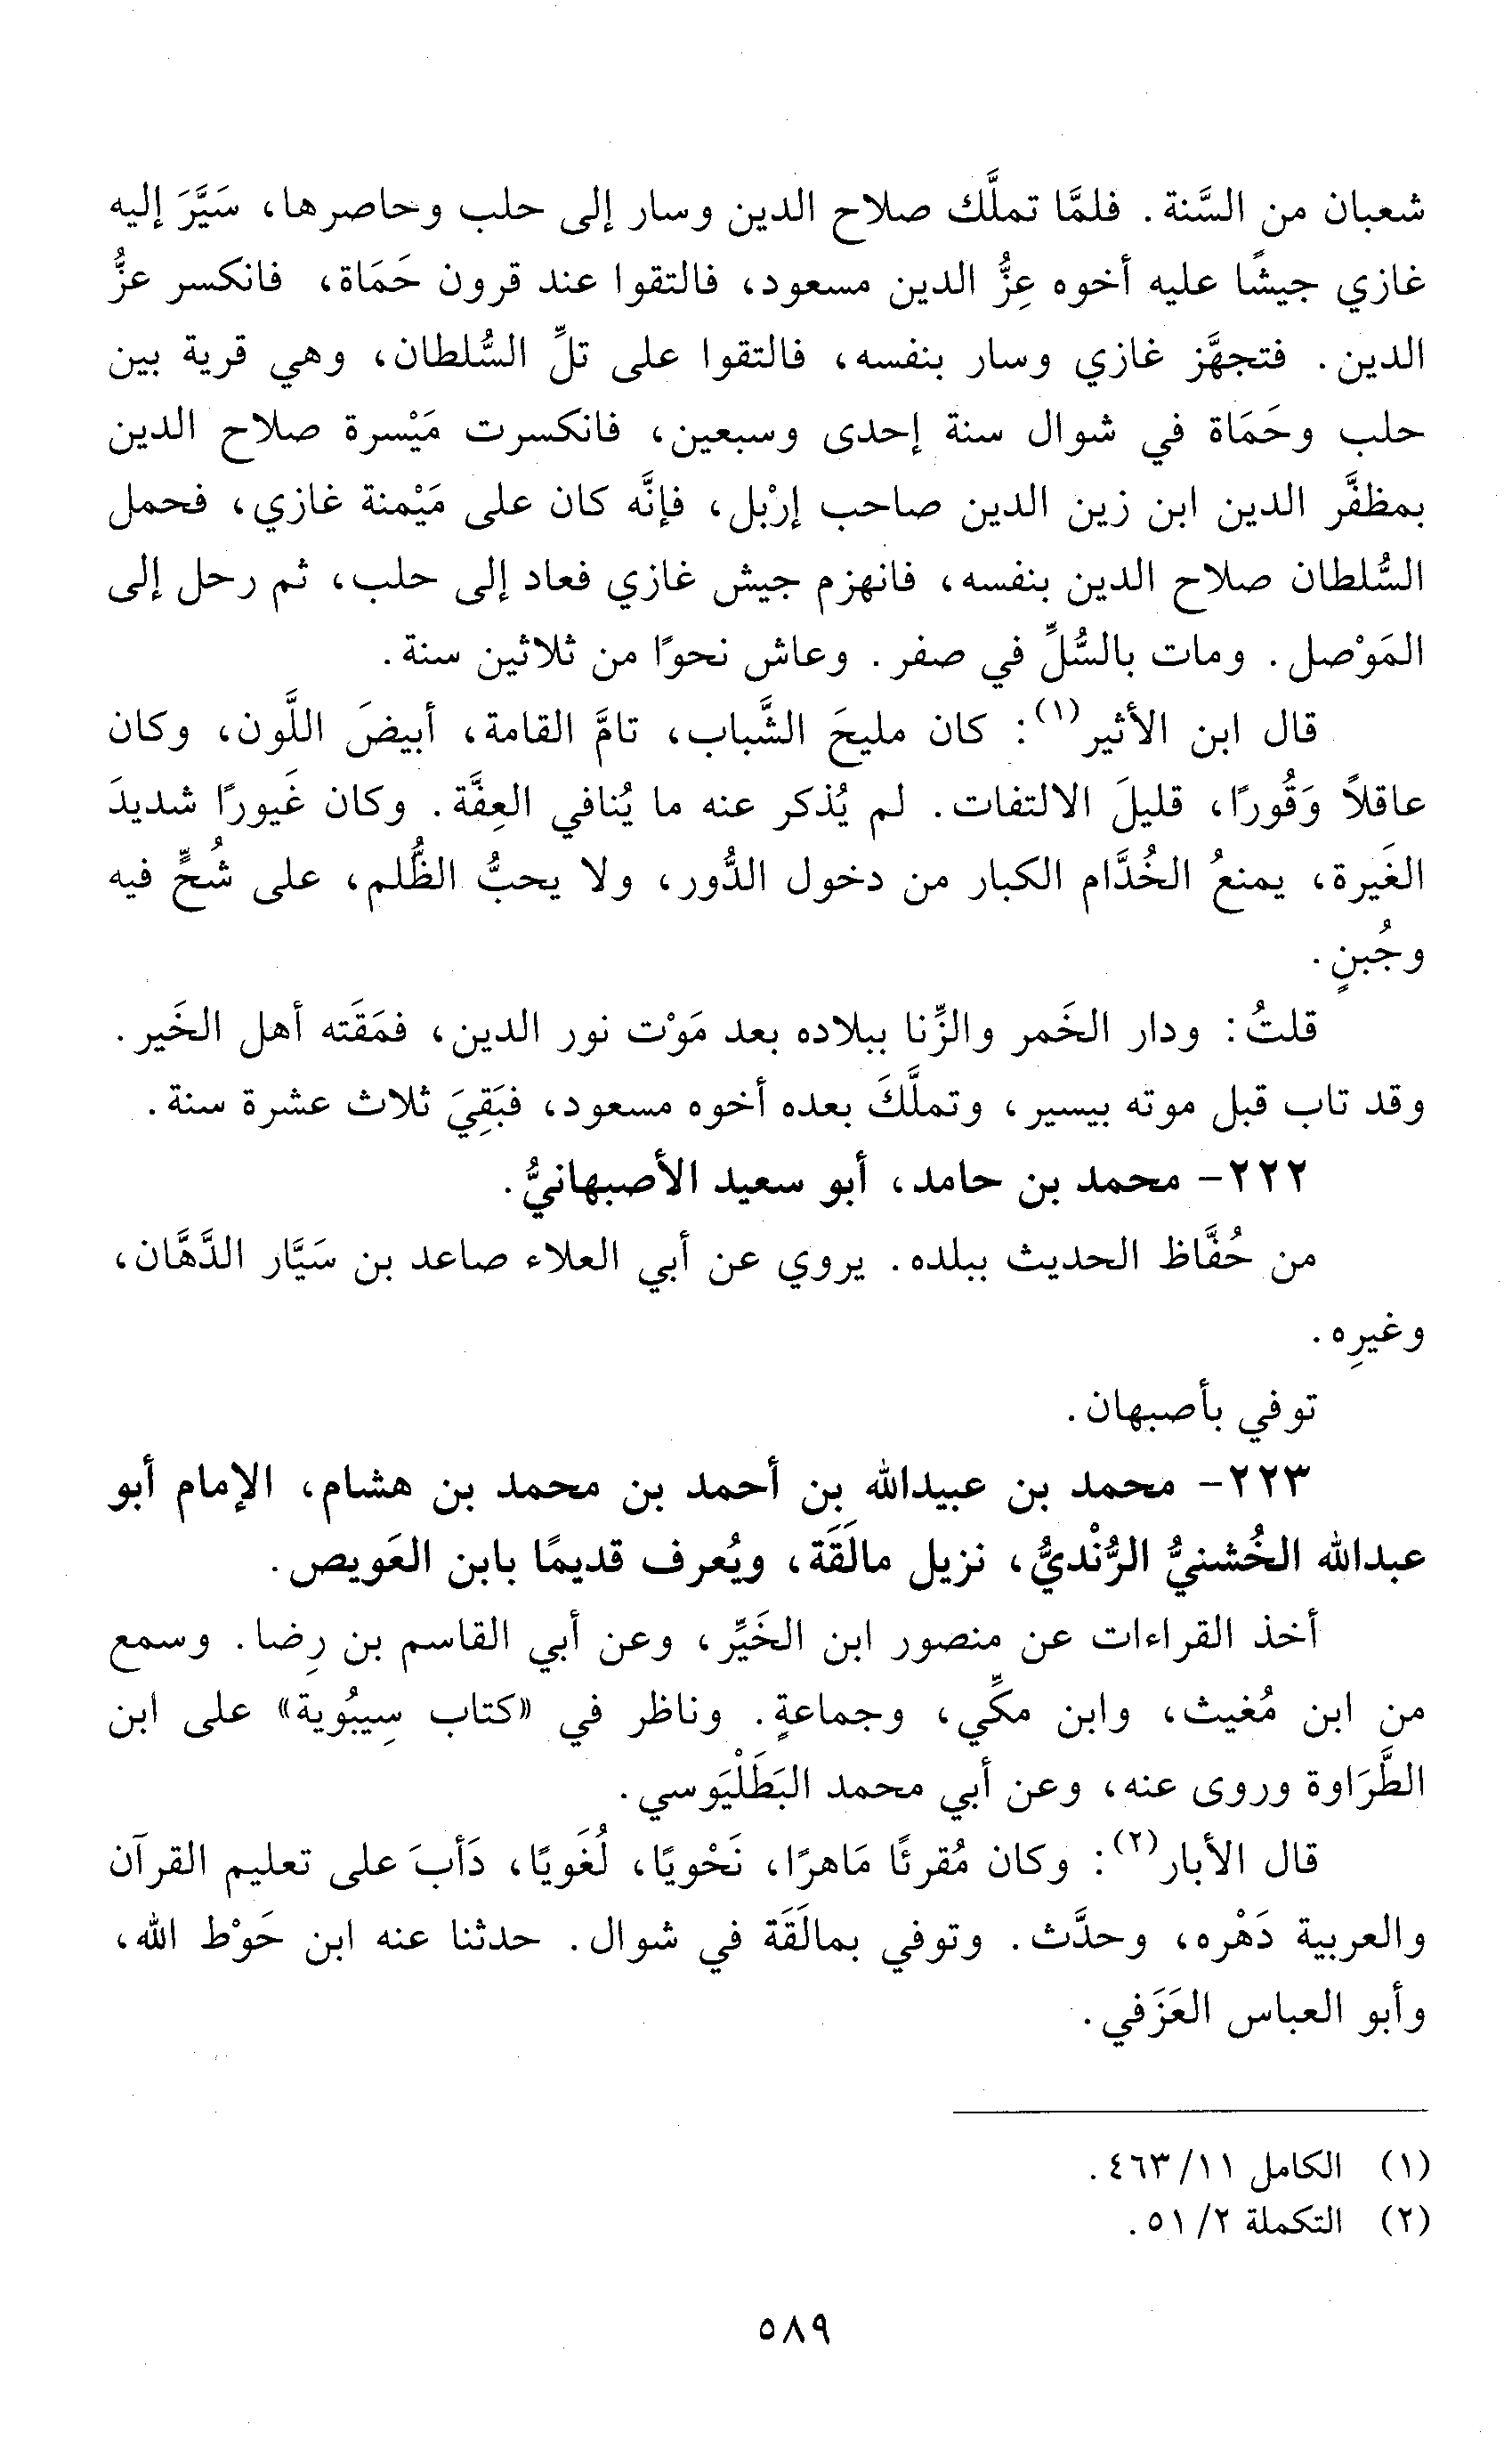 شعبان من السَّنة. فلمَّا تملَّك صلاح الدين وسار إلى حلب وحاصرها، سَيَّرَ إليه
غازي جيشًا عليه أخوه عِزُّ الدين مسعود، فالتقوا عند قرون حَمَاة، فانكسر عزُّ
الدين. فتجهَّز غازي وسار بنفسه، فالتقوا على تلِّ السُّلطان، وهي قرية بين
حلب وحَمَاة في شوال سنة إحدى وسبعين، فانكسرت مَيْسرة صلاح الدين
بمظفَّر الدين ابن زين الدين صاحب إرْبل، فإنَّه كان على مَيْمنة غازي، فحمل
السُّلطان صلاح الدين بنفسه، فانهزم جيش غازي فعاد إلى حلب، ثم رحل إلى
المَوْصل. ومات بالسُّلِّ في صفر. وعاش نحوًا من ثلاثين سنة.
قال ابن الأثير(١): كان مليحَ الشَّباب، تامَّ القامة، أبيضَ اللَّون، وكان
عاقلاً وَقُورًا، قليلَ الالتفات. لم يُذكر عنه ما يُنافي العِفَّة. وكان غَيورًا شديدَ
الغَيرة، يمنعُ الخُدَّام الكبار من دخول الدُّور، ولا يحبُّ الظُّلم، على شُحٍّ فيه
وجُبنٍ.
قلتُ: ودار الخَمر والزِّنا ببلاده بعد مَوْت نور الدين، فمَقَته أهل الخَير.
وقد تاب قبل موته بيسير، وتملَّكَ بعده أخوه مسعود، فبَقِيَ ثلاث عشرة سنة.
٢٢٢- محمد بن حامد، أبو سعيد الأصبهانيُّ.
من حُفَّاظ الحديث ببلده. يروي عن أبي العلاء صاعد بن سَيَّار الدَّهَّان،
وغيرِه.
توفي بأصبهان.
٢٢٣- محمد بن عبيدالله بن أحمد بن محمد بن هشام، الإمام أبو
عبدالله الخُشنيُّ الرُّنْديُّ، نزيل مالَقَة، ويُعرف قديمًا بابن العَويص.
أخذ القراءات عن منصور ابن الخَيِّر، وعن أبي القاسم بن رِضا. وسمع
من ابن مُغيث، وابن مكِّي، وجماعةٍ. وناظر في «كتاب سِيبُوية» على ابن
الطَّرَاوة وروى عنه، وعن أبي محمد البَطَلْيَوسي.
قال الأبار(٢): وكان مُقرئًا مَاهرًا، نَحْويًا، لُغَويًا، دَأبَ على تعليم القرآن
والعربية دَهْره، وحدَّث. وتوفي بمالَقَة في شوال. حدثنا عنه ابن حَوْط الله،
وأبو العباس العَزَفي.
(١) الكامل ١١/ ٤٦٣.
(٢) التكملة ٢/ ٥١.
٥٨٩